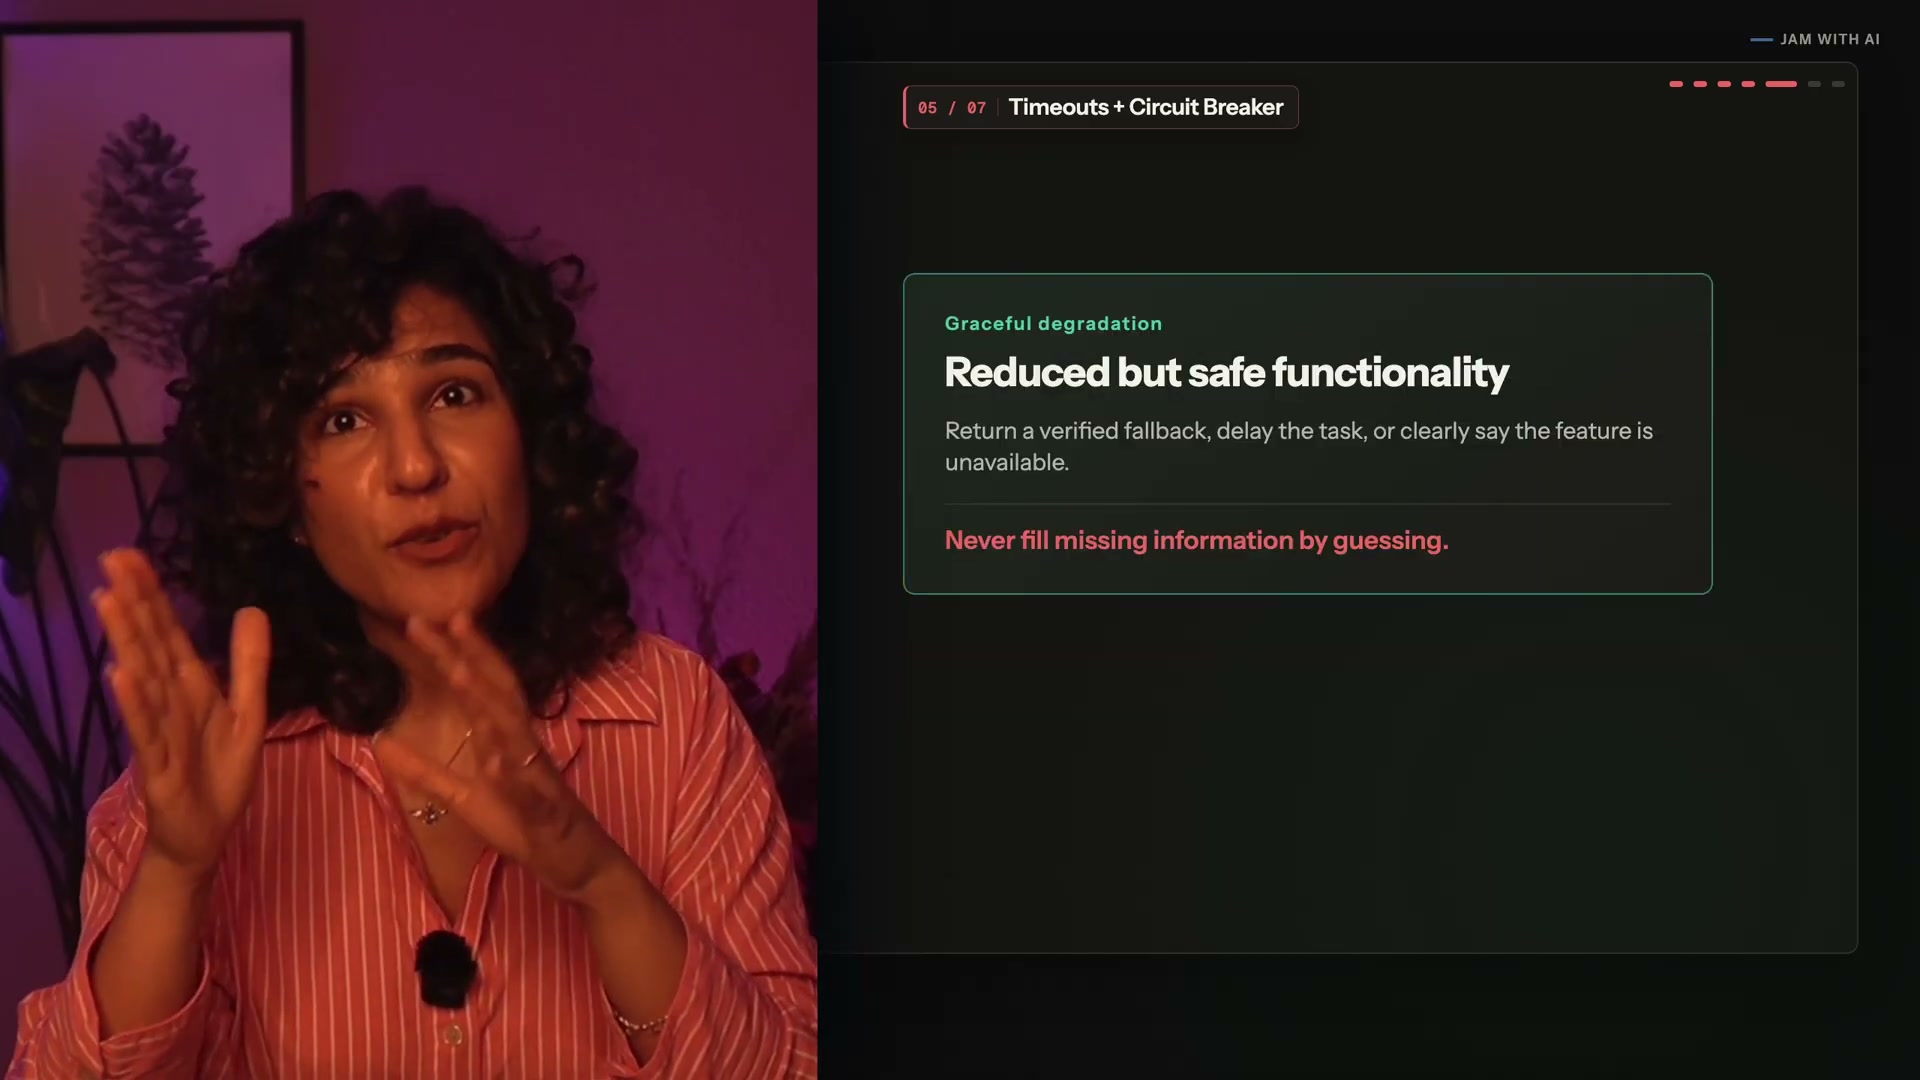 JAM WITH AI
05 / 07 Timeouts + Circuit Breaker
Graceful degradation
Reduced but safe functionality
Return a verified fallback, delay the task, or clearly say the feature is
unavailable.
Never fill missing information by guessing.